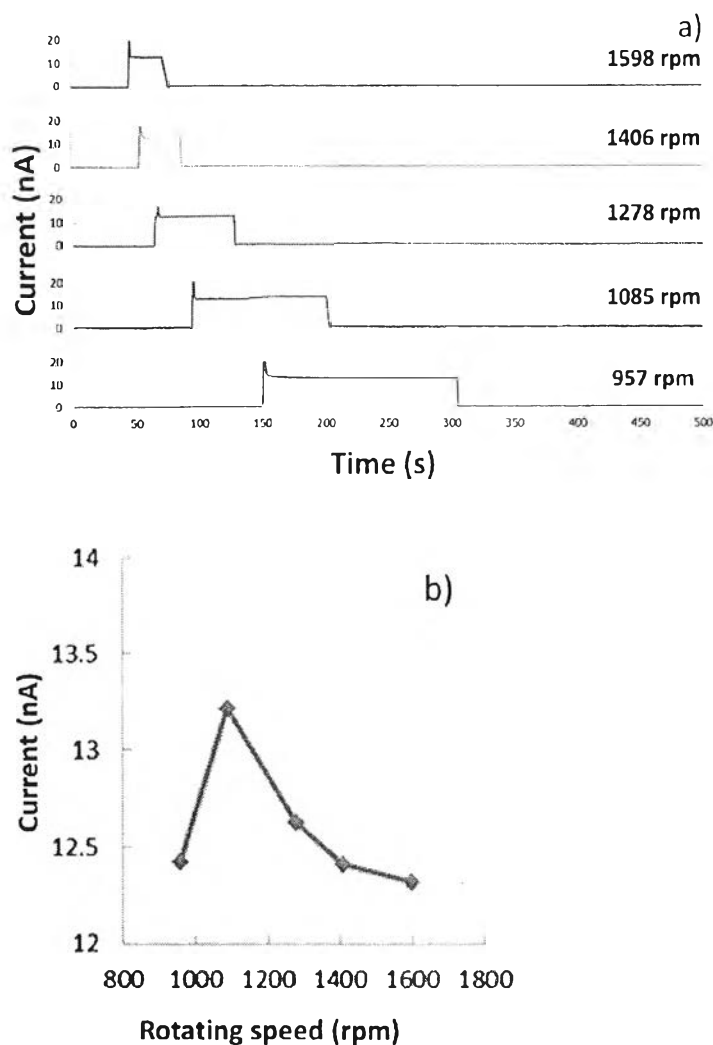 a)
20
10
0
1598 rpm
20
10
0
1406 rpm
20
10
0
1278 rpm
20
10
0
1085 rpm
20
10
0
957 rpm
0 50 100 150 200 250 300 350 400 450 500
Current (nA)
Time (s)
b)
14
13.5
13
12.5
12
Current (nA)
800 1000 1200 1400 1600 1800
Rotating speed (rpm)